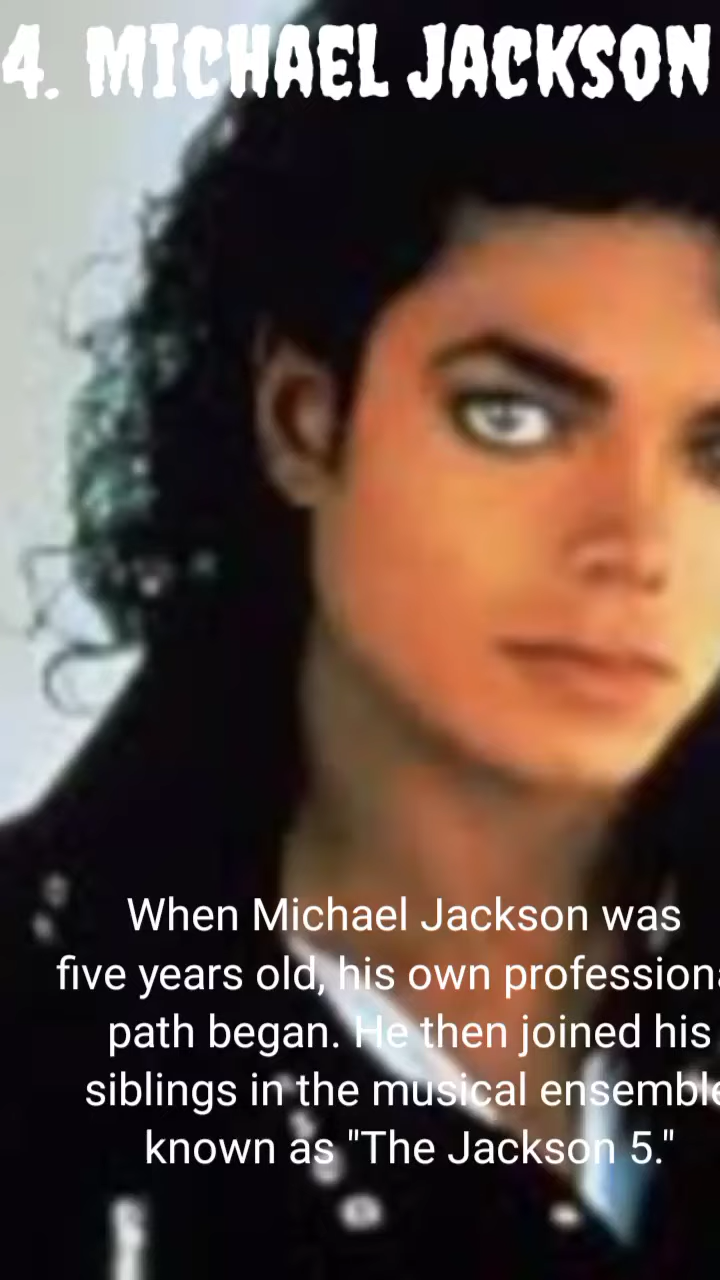 4. MICHAEL JACKSON
When Michael Jackson was
five years old, his own profession
path began. He then joined his
siblings in the musical ensemble
known as "The Jackson 5."